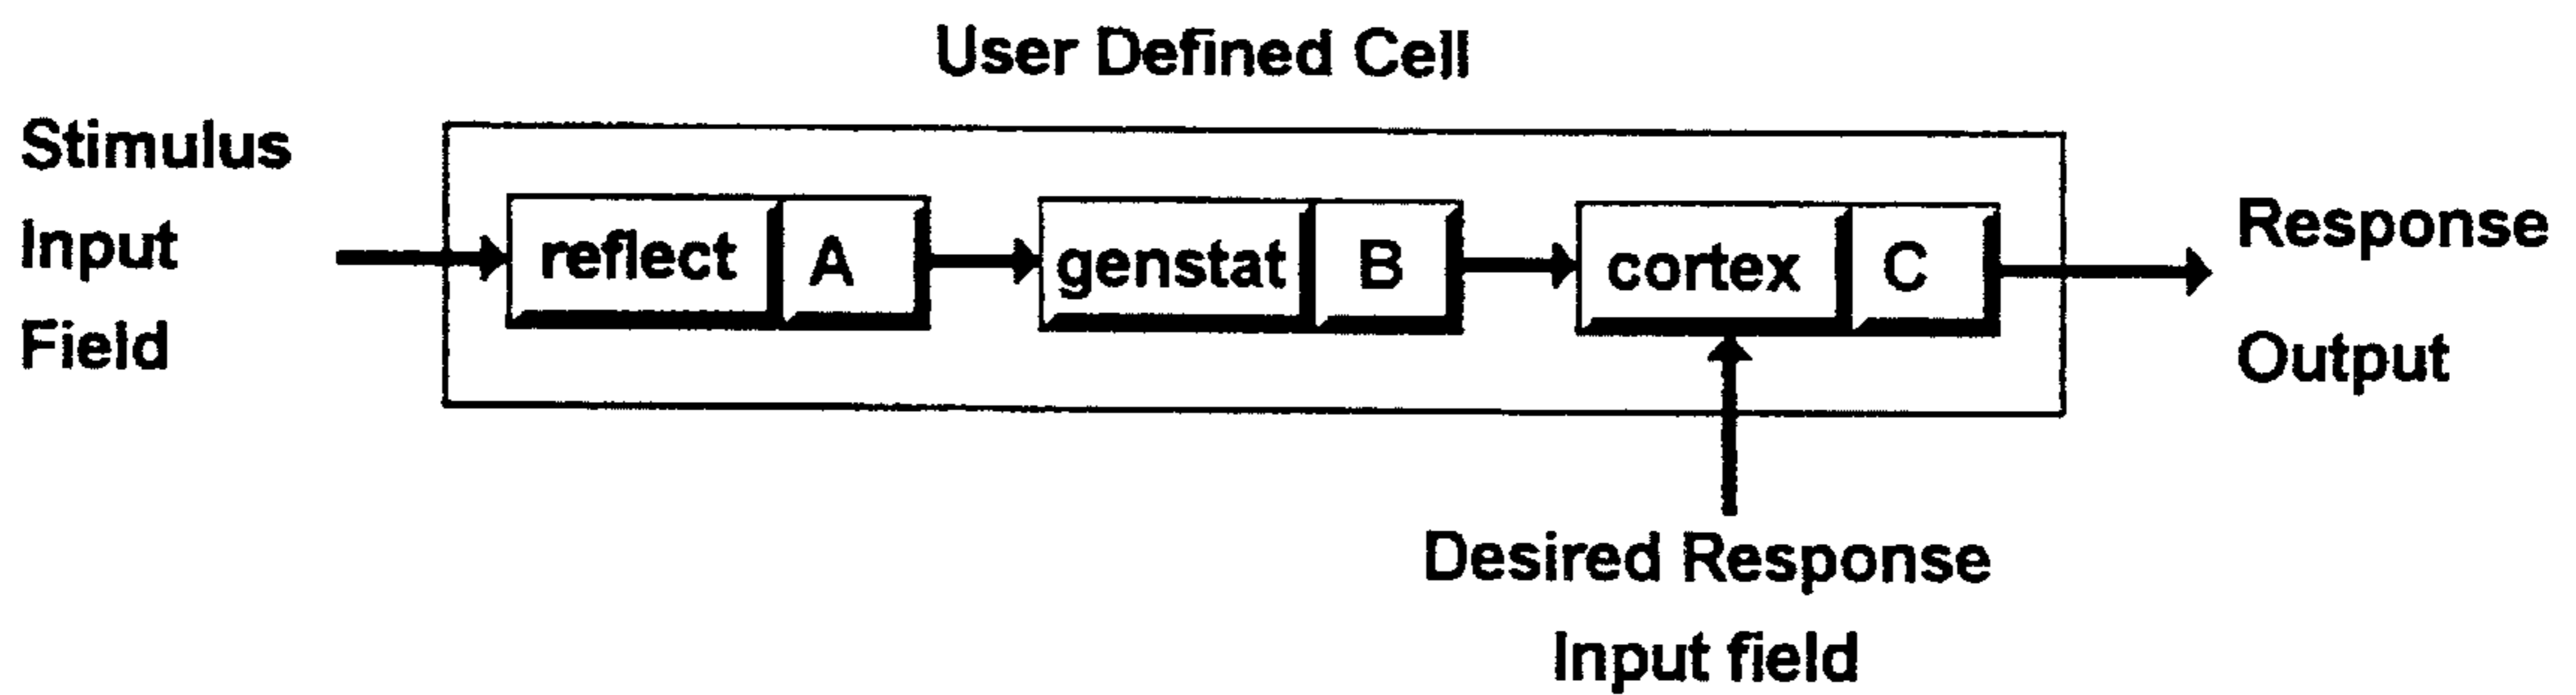 User Defined Cell
Stimulus
Input
Field
reflect A genstat B cortex C
Response
Output
Desired Response
Input field